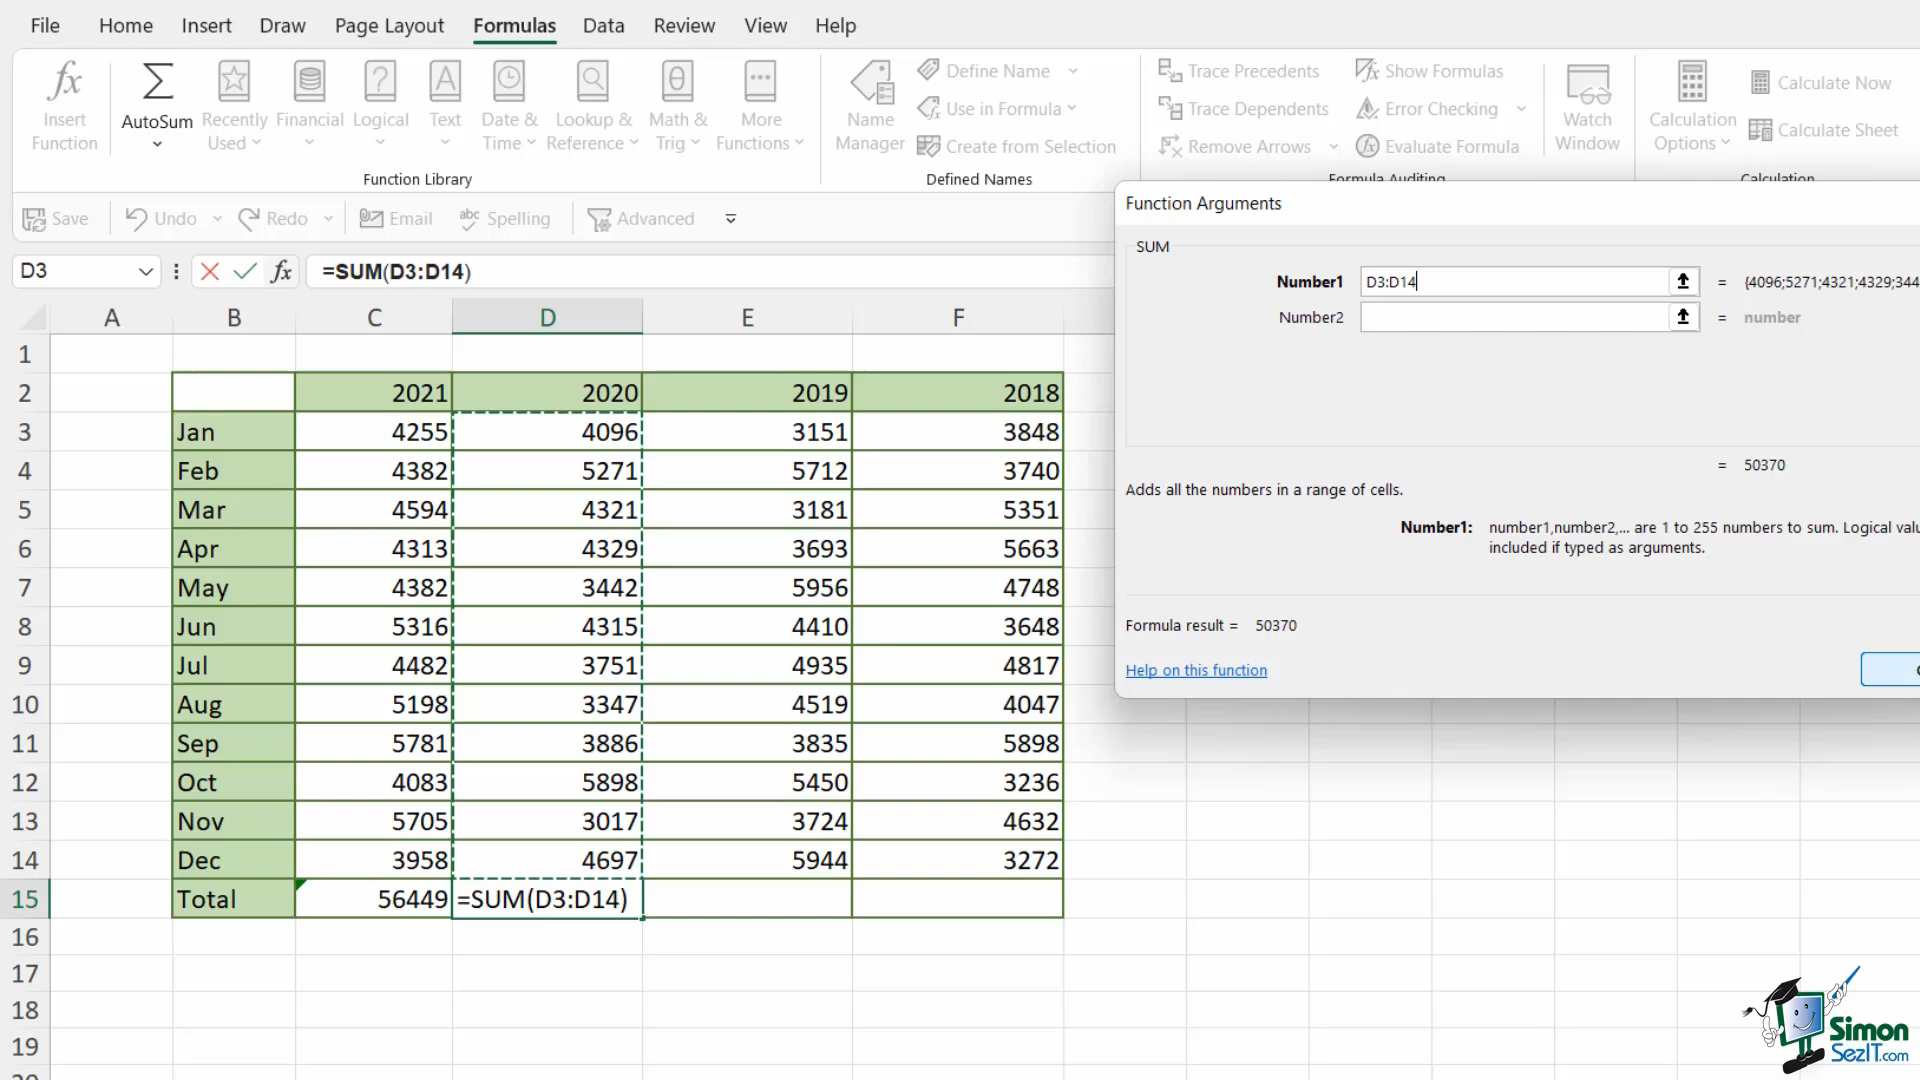 File Home Insert Draw Page Layout Formulas Data Review View Help
Insert Function
AutoSum
Recently Used
Financial
Logical
Text
Date & Time
Lookup & Reference
Math & Trig
More Functions
Function Library
Name Manager
Define Name
Use in Formula
Create from Selection
Defined Names
Trace Precedents
Trace Dependents
Remove Arrows
Show Formulas
Error Checking
Evaluate Formula
Formula Auditing
Watch Window
Calculation Options
Calculate Now
Calculate Sheet
Calculation
Save Undo Redo Email Spelling Advanced
D3 fx =SUM(D3:D14)
A B C D E F
1
2 2021 2020 2019 2018
3 Jan 4255 4096 3151 3848
4 Feb 4382 5271 5712 3740
5 Mar 4594 4321 3181 5351
6 Apr 4313 4329 3693 5663
7 May 4382 3442 5956 4748
8 Jun 5316 4315 4410 3648
9 Jul 4482 3751 4935 4817
10 Aug 5198 3347 4519 4047
11 Sep 5781 3886 3835 5898
12 Oct 4083 5898 5450 3236
13 Nov 5705 3017 3724 4632
14 Dec 3958 4697 5944 3272
15 Total 56449 =SUM(D3:D14)
16
17
18
19
Function Arguments
SUM
Number1 D3:D14 = {4096;5271;4321;4329;344
Number2 = number
= 50370
Adds all the numbers in a range of cells.
Number1: number1,number2,... are 1 to 255 numbers to sum. Logical valu
included if typed as arguments.
Formula result = 50370
Help on this function
Simon
SezIT.com